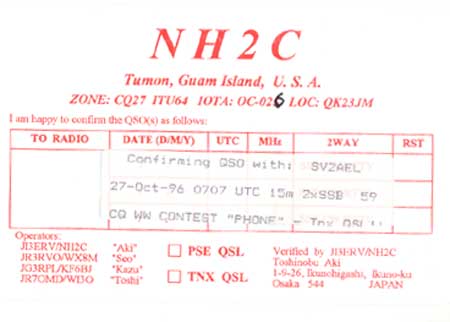 NH2C
Tumon, Guam Island, U. S. A.
ZONE: CQ27 ITU64 IOTA: OC-026 LOC: QK23JM
I am happy to confirm the QSO(s) as follows:
TO RADIO DATE (D/M/Y) UTC MHz 2WAY RST
Confirming QSO with: SV2AEL
27-Oct-96 0707 UTC 15m 2xSSB 59
CQ WW CONTEST "PHONE" - Tnx QSL!!
Operators:
JI3ERV/NH2C "Aki"
JR3RVO/WX8M "Seo"
JG3RPL/KF6BJ "Kazu"
JR7OMD/WI3O "Toshi"
PSE QSL
TNX QSL
Verified by JI3ERV/NH2C
Toshinobu Aki
1-9-26, Ikunohigashi, Ikuno-ku
Osaka 544 JAPAN